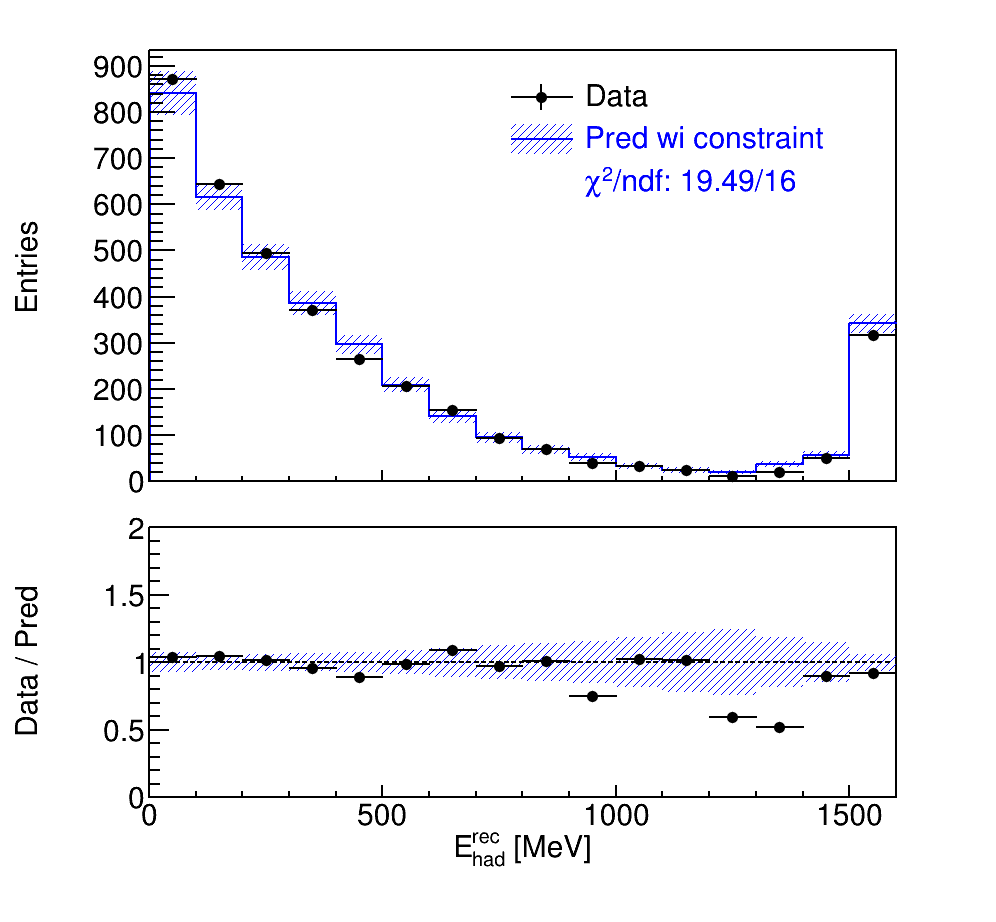 900
800
700
600
500
400
300
200
100
0
Entries
Data
Pred wi constraint
χ²/ndf: 19.49/16
2
1.5
1
0.5
0
Data / Pred
0 500 1000 1500
E^rec_had [MeV]